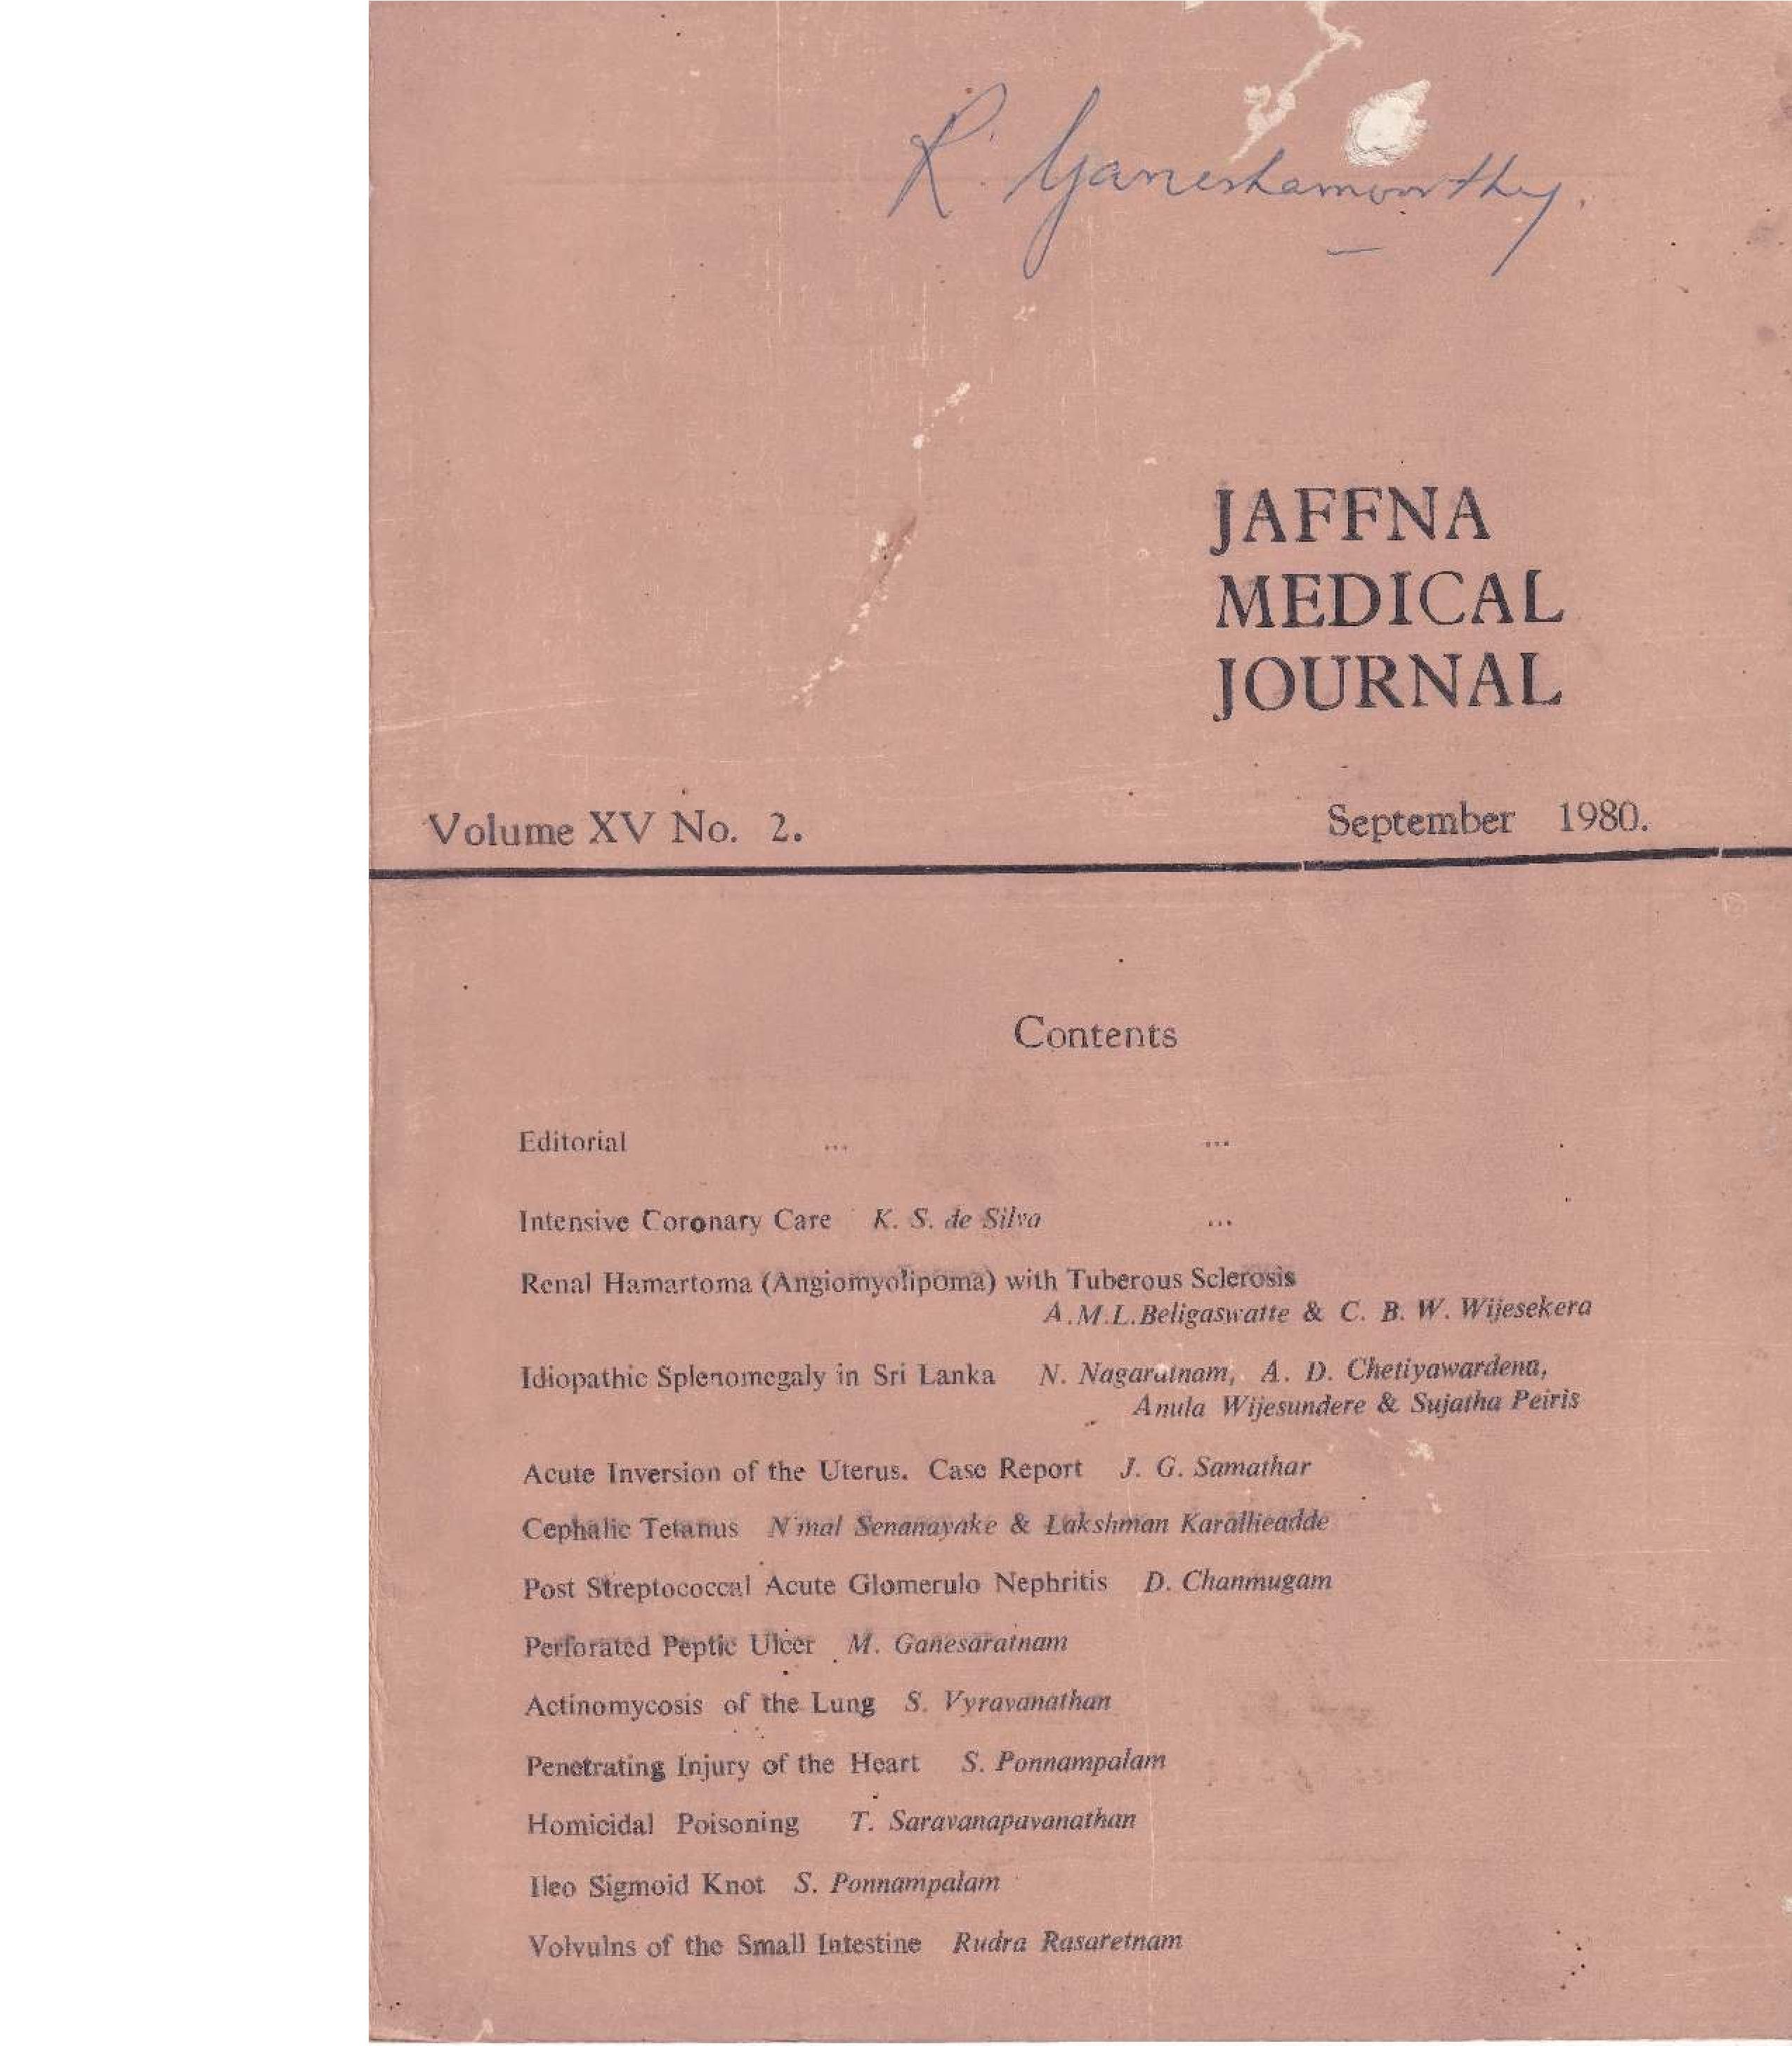 R. Ganeshamoorthy.
JAFFNA
MEDICAL
JOURNAL
Volume XV No. 2.
September 1980.
Contents
Editorial ... ...
Intensive Coronary Care K. S. de Silva ...
Renal Hamartoma (Angiomyolipoma) with Tuberous Sclerosis
A.M.L.Beligaswatte & C. B. W. Wijesekera
Idiopathic Splenomegaly in Sri Lanka N. Nagaratnam, A. D. Chetiyawardena,
Anula Wijesundere & Sujatha Peiris
Acute Inversion of the Uterus. Case Report J. G. Samathar
Cephalic Tetanus Nimal Senanayake & Lakshman Karallieadde
Post Streptococcal Acute Glomerulo Nephritis D. Chanmugam
Perforated Peptic Ulcer M. Ganesaratnam
Actinomycosis of the Lung S. Vyravanathan
Penetrating Injury of the Heart S. Ponnampalam
Homicidal Poisoning T. Saravanapavanathan
Ileo Sigmoid Knot S. Ponnampalam
Volvulns of the Small Intestine Rudra Rasaretnam